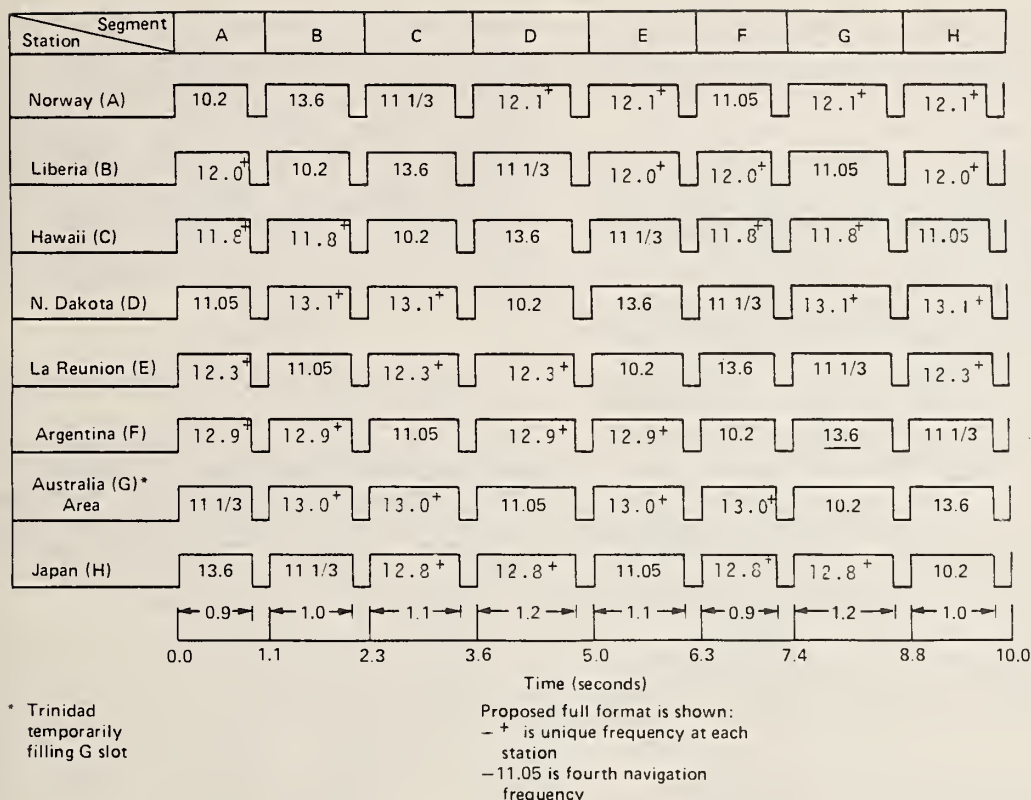 Segment
Station A B C D E F G H
Norway (A) 10.2 13.6 11 1/3 12.1+ 12.1+ 11.05 12.1+ 12.1+
Liberia (B) 12.0+ 10.2 13.6 11 1/3 12.0+ 12.0+ 11.05 12.0+
Hawaii (C) 11.8+ 11.8+ 10.2 13.6 11 1/3 11.8+ 11.8+ 11.05
N. Dakota (D) 11.05 13.1+ 13.1+ 10.2 13.6 11 1/3 13.1+ 13.1+
La Reunion (E) 12.3+ 11.05 12.3+ 12.3+ 10.2 13.6 11 1/3 12.3+
Argentina (F) 12.9+ 12.9+ 11.05 12.9+ 12.9+ 10.2 13.6 11 1/3
Australia (G)*
Area 11 1/3 13.0+ 13.0+ 11.05 13.0+ 13.0+ 10.2 13.6
Japan (H) 13.6 11 1/3 12.8+ 12.8+ 11.05 12.8+ 12.8+ 10.2
0.9 1.0 1.1 1.2 1.1 0.9 1.2 1.0
0.0 1.1 2.3 3.6 5.0 6.3 7.4 8.8 10.0
Time (seconds)
* Trinidad
temporarily
filling G slot
Proposed full format is shown:
– + is unique frequency at each
station
–11.05 is fourth navigation
frequency